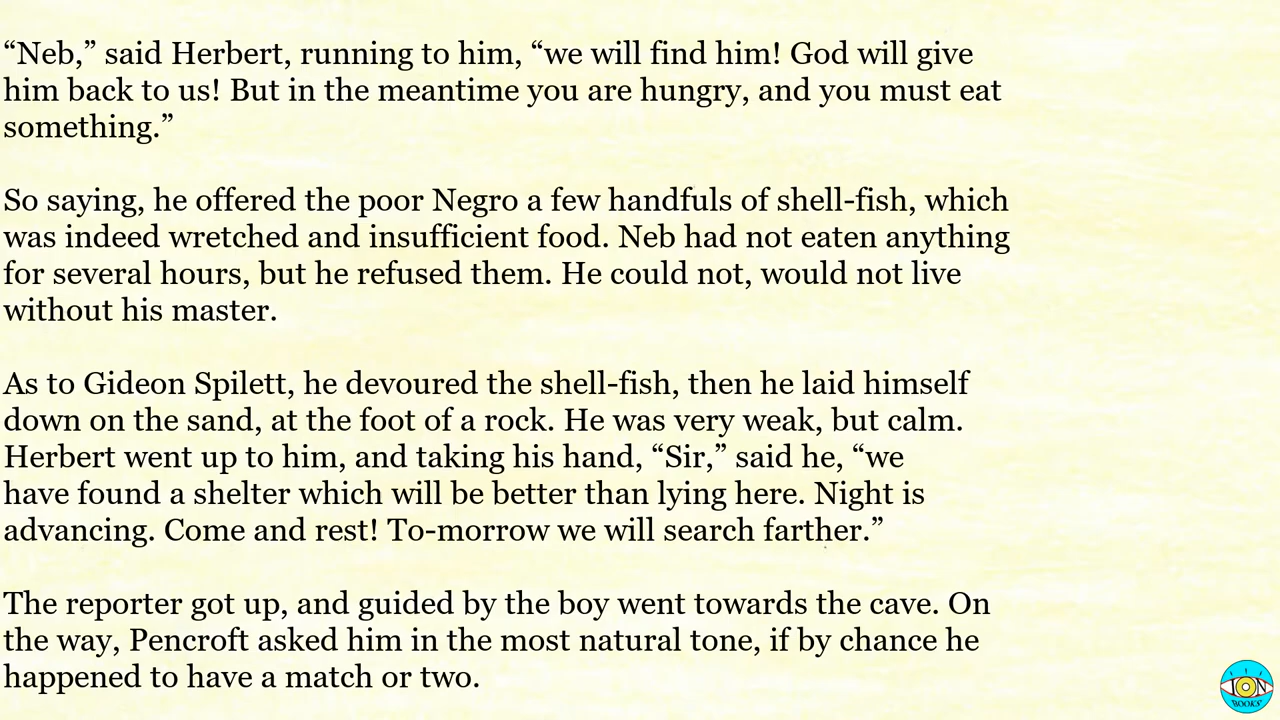 “Neb,” said Herbert, running to him, “we will find him! God will give
him back to us! But in the meantime you are hungry, and you must eat
something.”
So saying, he offered the poor Negro a few handfuls of shell-fish, which
was indeed wretched and insufficient food. Neb had not eaten anything
for several hours, but he refused them. He could not, would not live
without his master.
As to Gideon Spilett, he devoured the shell-fish, then he laid himself
down on the sand, at the foot of a rock. He was very weak, but calm.
Herbert went up to him, and taking his hand, “Sir,” said he, “we
have found a shelter which will be better than lying here. Night is
advancing. Come and rest! To-morrow we will search farther.”
The reporter got up, and guided by the boy went towards the cave. On
the way, Pencroft asked him in the most natural tone, if by chance he
happened to have a match or two.
ION
BOOKS